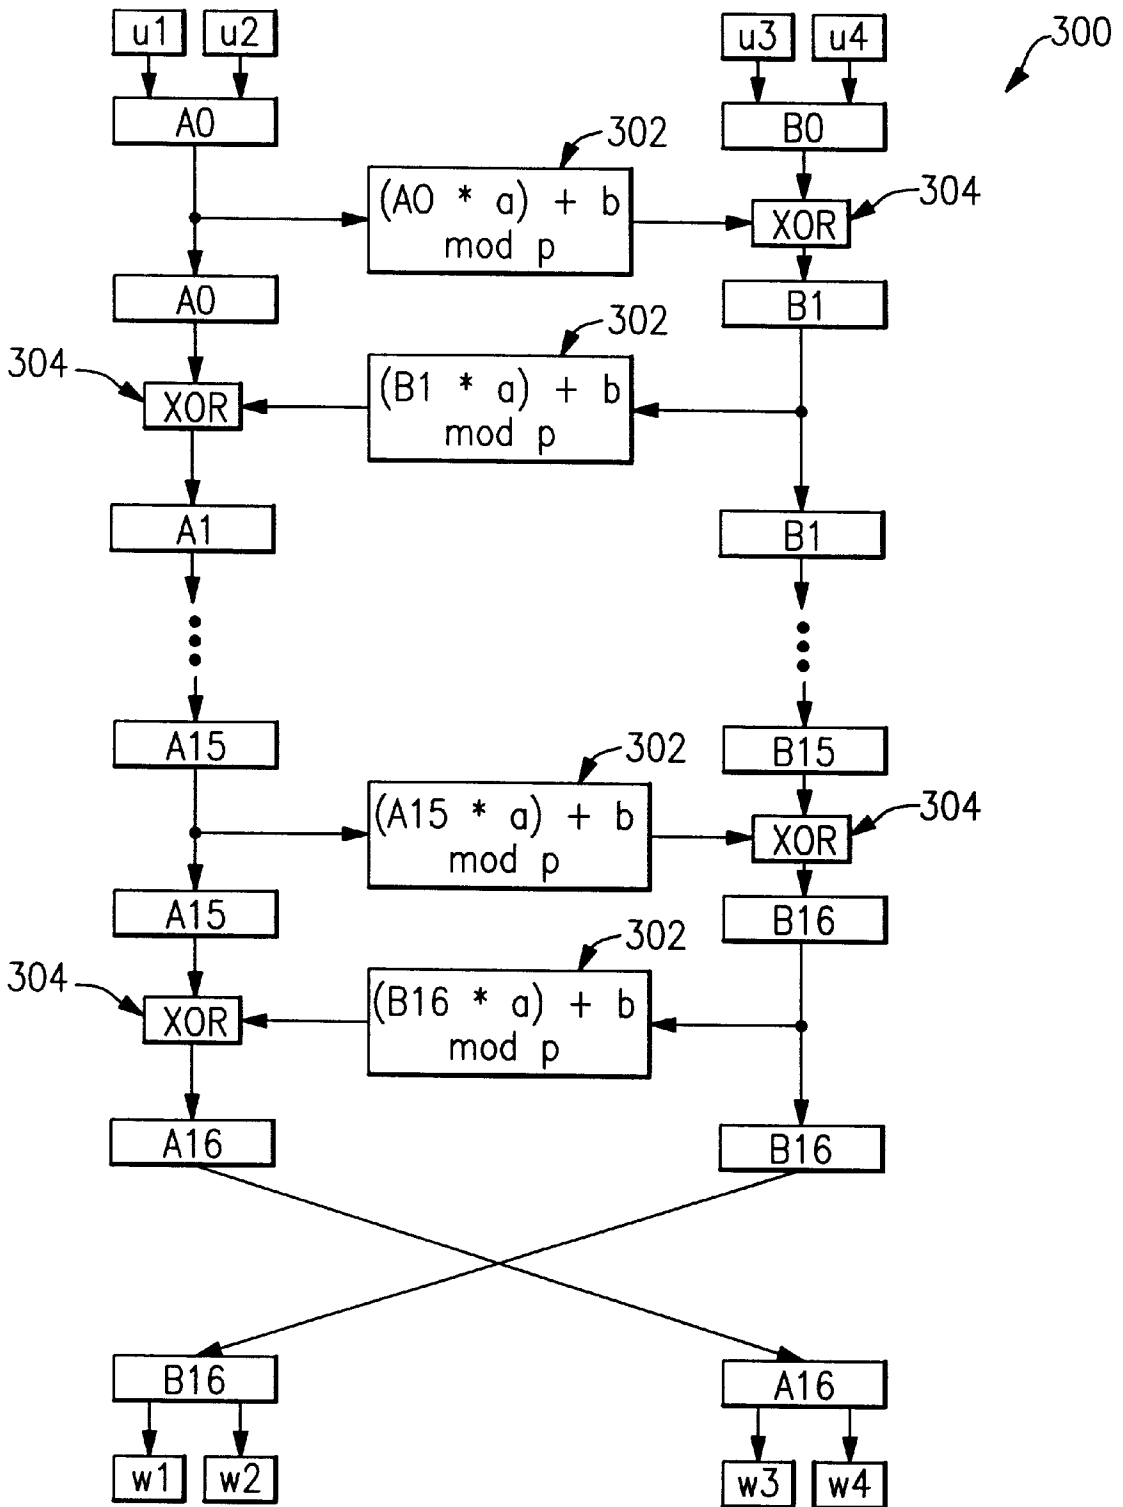 u1 u2 u3 u4 300
A0 B0
302
(A0 * a) + b
mod p
304
XOR
A0 B1
302
304
(B1 * a) + b
mod p
XOR
A1 B1
A15 B15
302
(A15 * a) + b
mod p
304
XOR
A15 B16
302
304
(B16 * a) + b
mod p
XOR
A16 B16
B16 A16
w1 w2 w3 w4